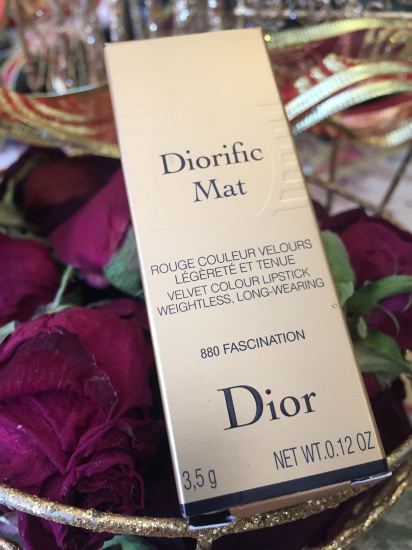 Diorific
Mat
ROUGE COULEUR VELOURS
LÉGÈRETÉ ET TENUE
VELVET COLOUR LIPSTICK
WEIGHTLESS, LONG-WEARING
880 FASCINATION
Dior
3,5 g NET WT.0.12 OZ